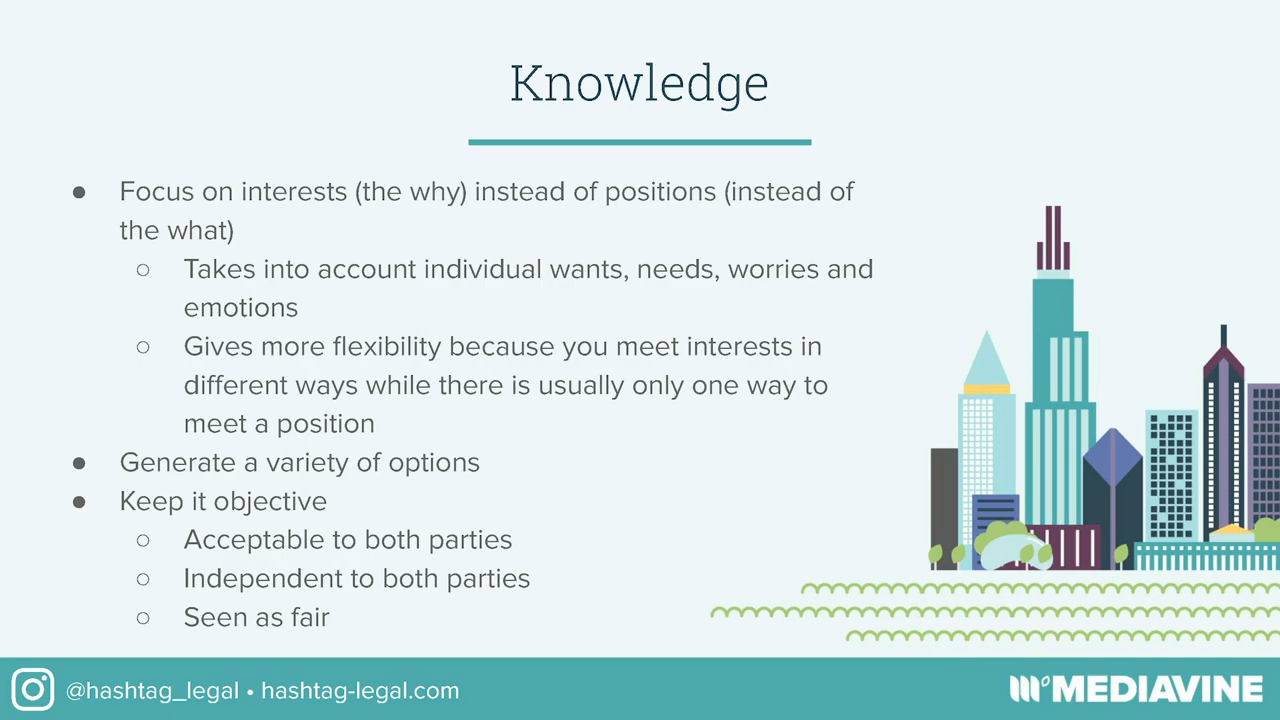 Knowledge
● Focus on interests (the why) instead of positions (instead of
the what)
○ Takes into account individual wants, needs, worries and
emotions
○ Gives more flexibility because you meet interests in
different ways while there is usually only one way to
meet a position
● Generate a variety of options
● Keep it objective
○ Acceptable to both parties
○ Independent to both parties
○ Seen as fair
@hashtag_legal • hashtag-legal.com
MEDIAVINE